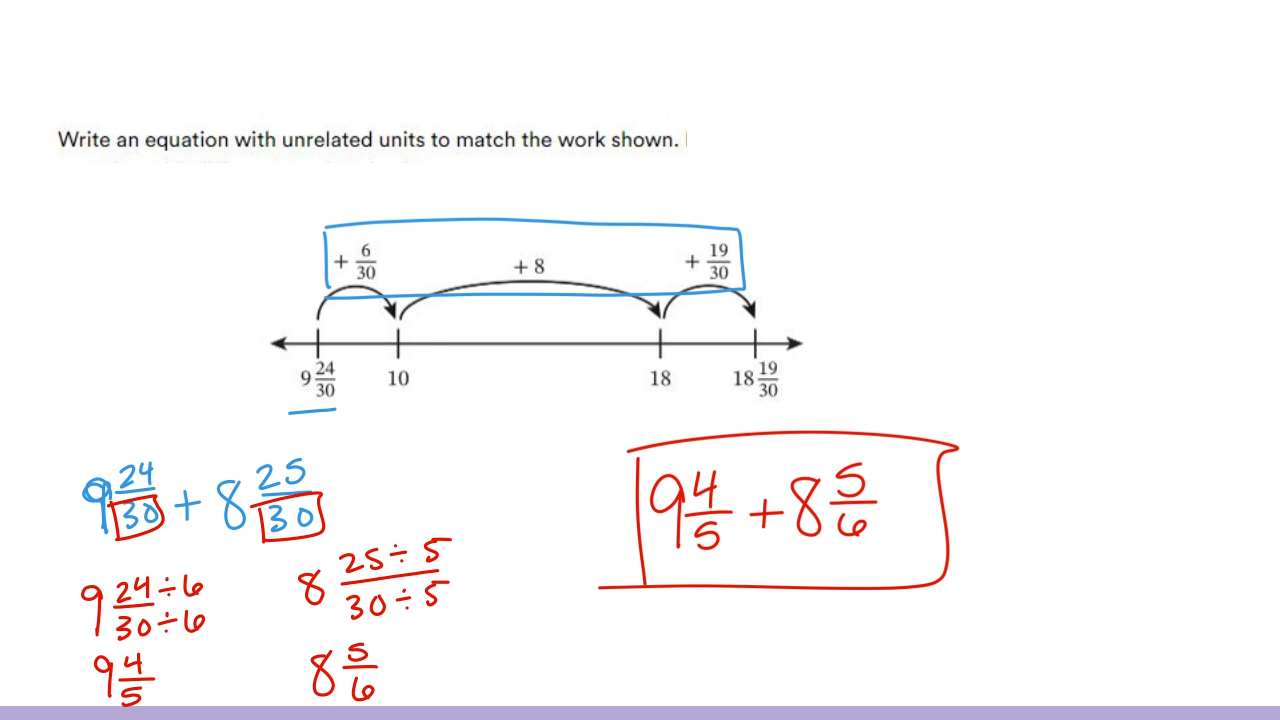 Write an equation with unrelated units to match the work shown.
+ 6/30 + 8 + 19/30
9 24/30 10 18 18 19/30
9 24/30 + 8 25/30
9 4/5 + 8 5/6
9 24÷6/30÷6 8 25÷5/30÷5
9 4/5 8 5/6